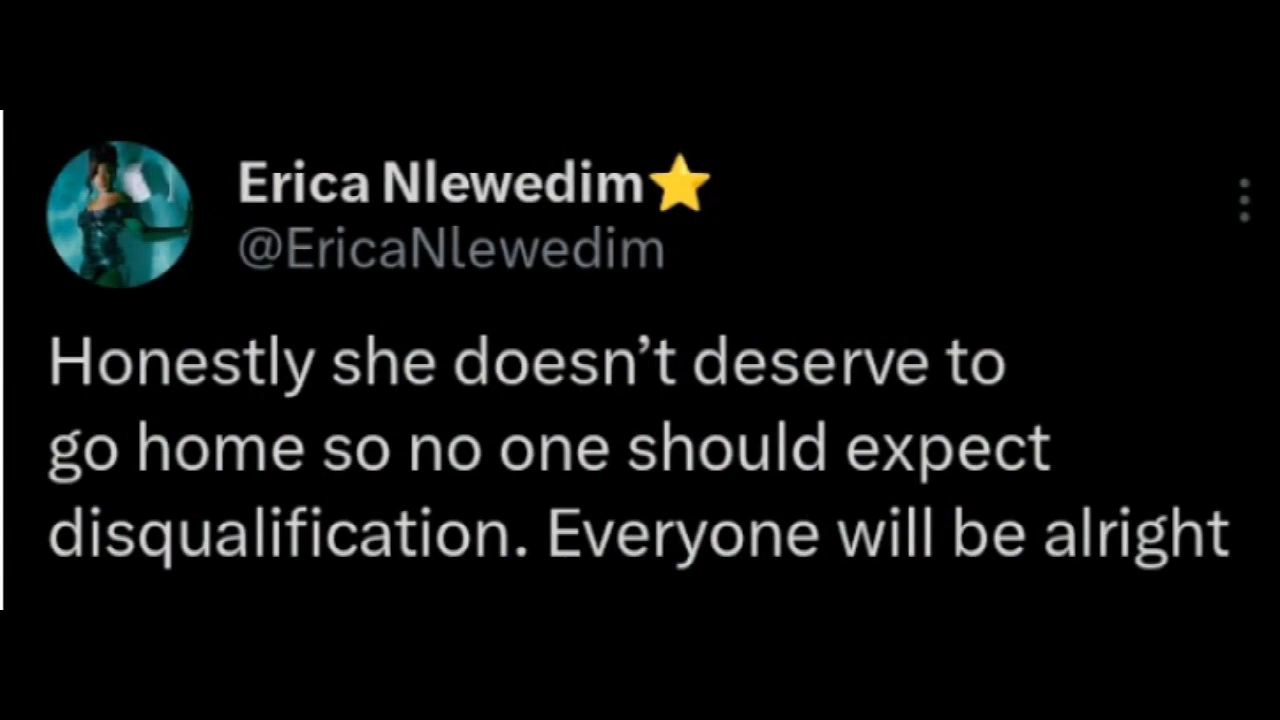 Erica Nlewedim⭐
@EricaNlewedim
Honestly she doesn’t deserve to
go home so no one should expect
disqualification. Everyone will be alright